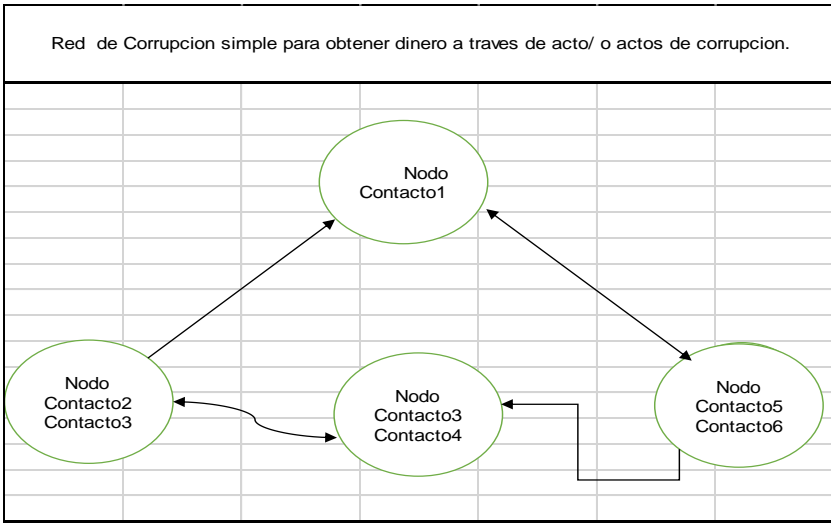 Red de Corrupcion simple para obtener dinero a traves de acto/ o actos de corrupcion.
Nodo
Contacto1
Nodo
Contacto2
Contacto3
Nodo
Contacto3
Contacto4
Nodo
Contacto5
Contacto6